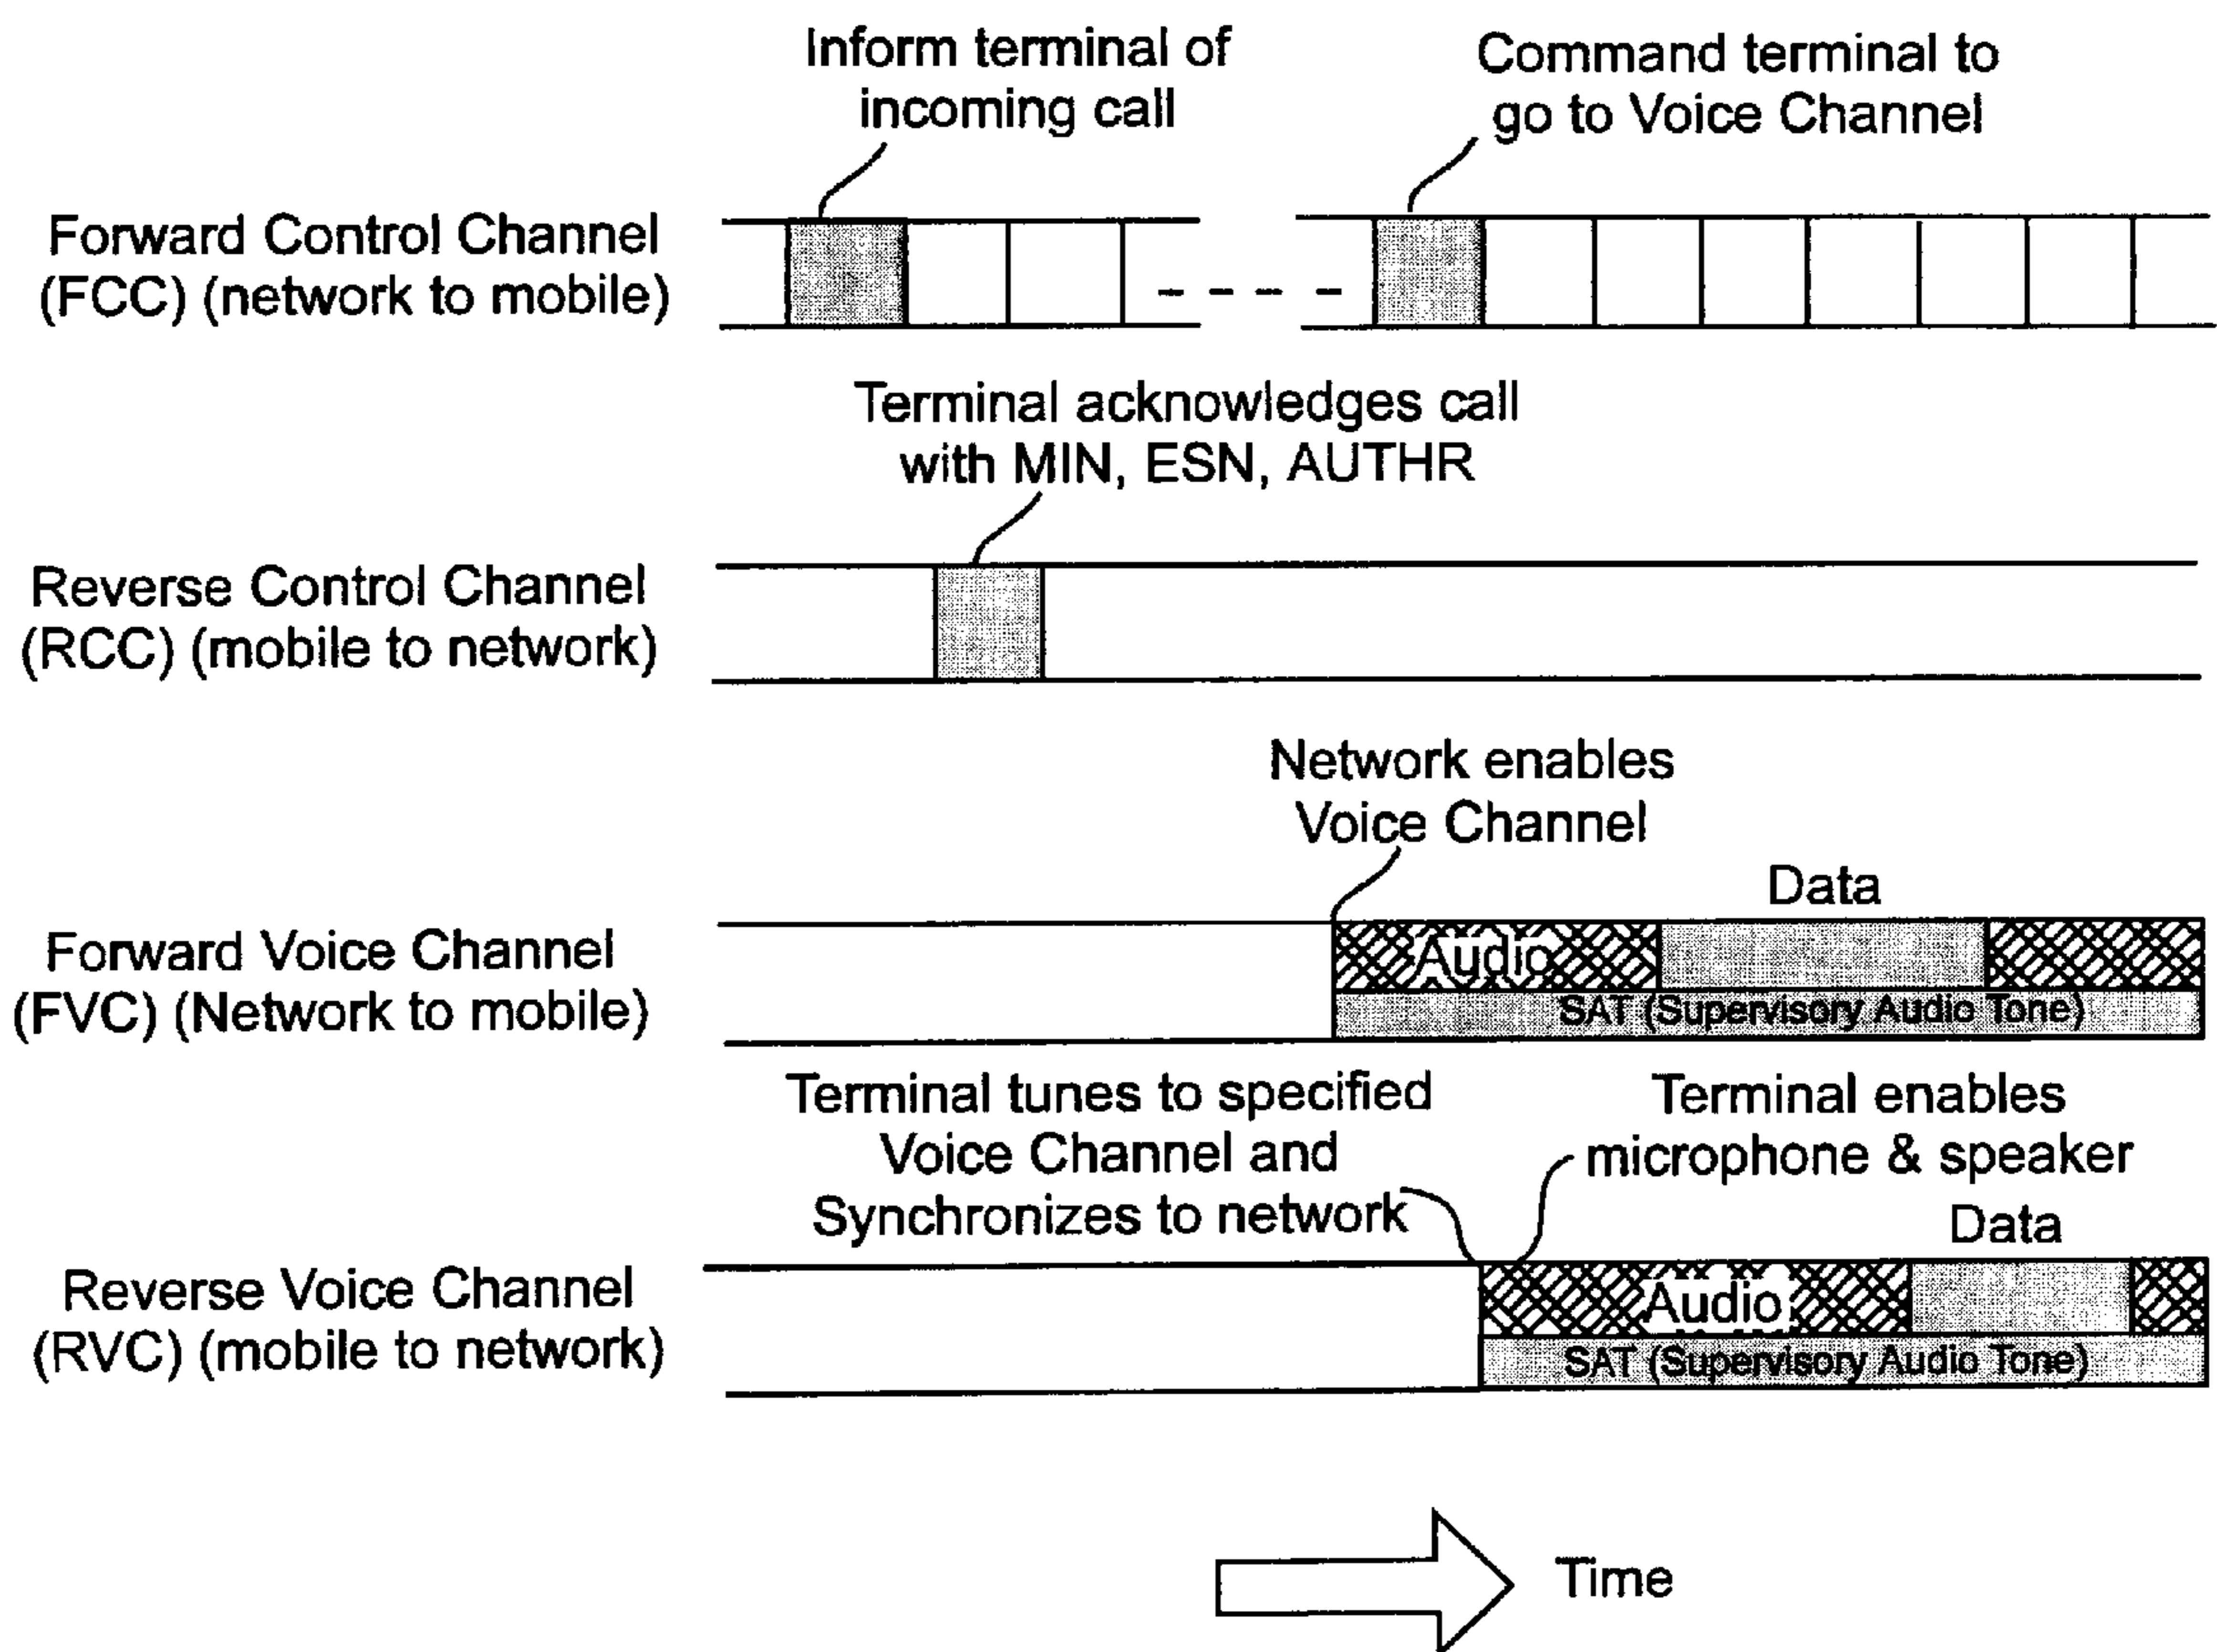 Inform terminal of
incoming call
Command terminal to
go to Voice Channel
Forward Control Channel
(FCC) (network to mobile)
Terminal acknowledges call
with MIN, ESN, AUTHR
Reverse Control Channel
(RCC) (mobile to network)
Network enables
Voice Channel
Data
Forward Voice Channel
(FVC) (Network to mobile)
Audio
SAT (Supervisory Audio Tone)
Terminal tunes to specified
Voice Channel and
Synchronizes to network
Terminal enables
microphone & speaker
Data
Reverse Voice Channel
(RVC) (mobile to network)
Audio
SAT (Supervisory Audio Tone)
Time